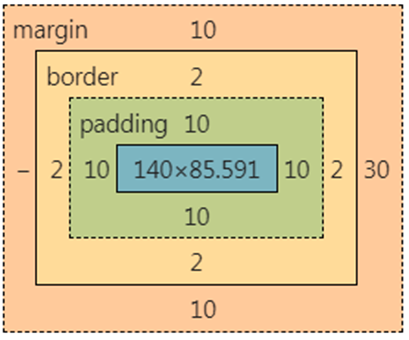 margin 10
border 2
padding 10
– 2 10 140×85.591 10 2 30
10
2
10